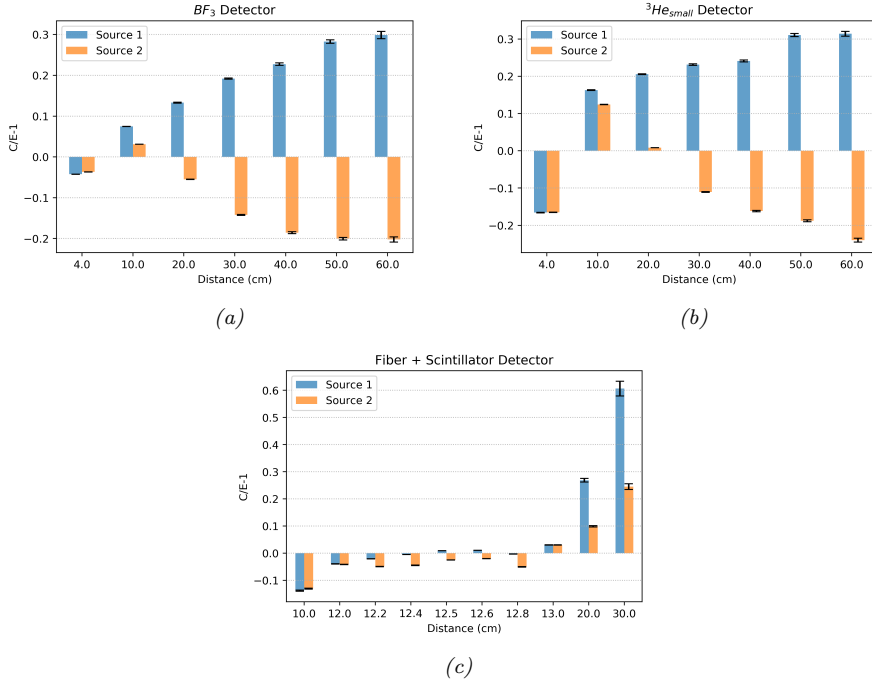 BF₃ Detector
Source 1
Source 2
0.3
0.2
0.1
0.0
−0.1
−0.2
C/E-1
4.0 10.0 20.0 30.0 40.0 50.0 60.0
Distance (cm)
(a)
³He_small Detector
Source 1
Source 2
0.3
0.2
0.1
0.0
−0.1
−0.2
C/E-1
4.0 10.0 20.0 30.0 40.0 50.0 60.0
Distance (cm)
(b)
Fiber + Scintillator Detector
Source 1
Source 2
0.6
0.5
0.4
0.3
0.2
0.1
0.0
−0.1
C/E-1
10.0 12.0 12.2 12.4 12.5 12.6 12.8 13.0 20.0 30.0
Distance (cm)
(c)